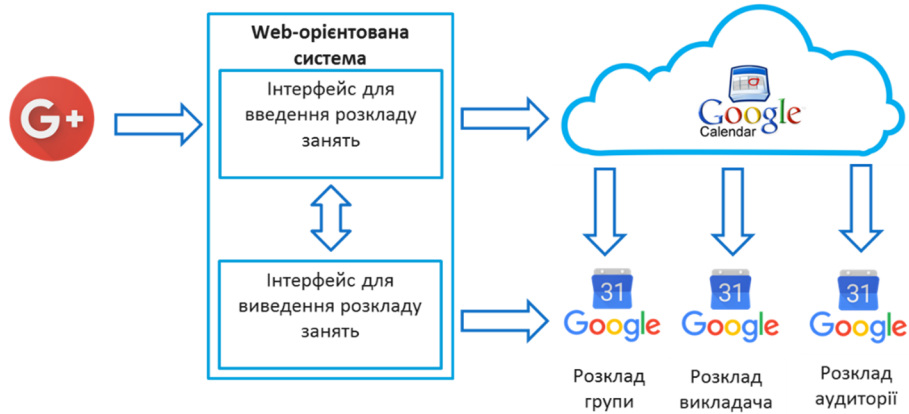 Web-орієнтована
система
Інтерфейс для
введення розкладу
занять
G+
Google
Calendar
Інтерфейс для
виведення розкладу
занять
31
Google
31
Google
31
Google
Розклад
групи
Розклад
викладача
Розклад
аудиторії